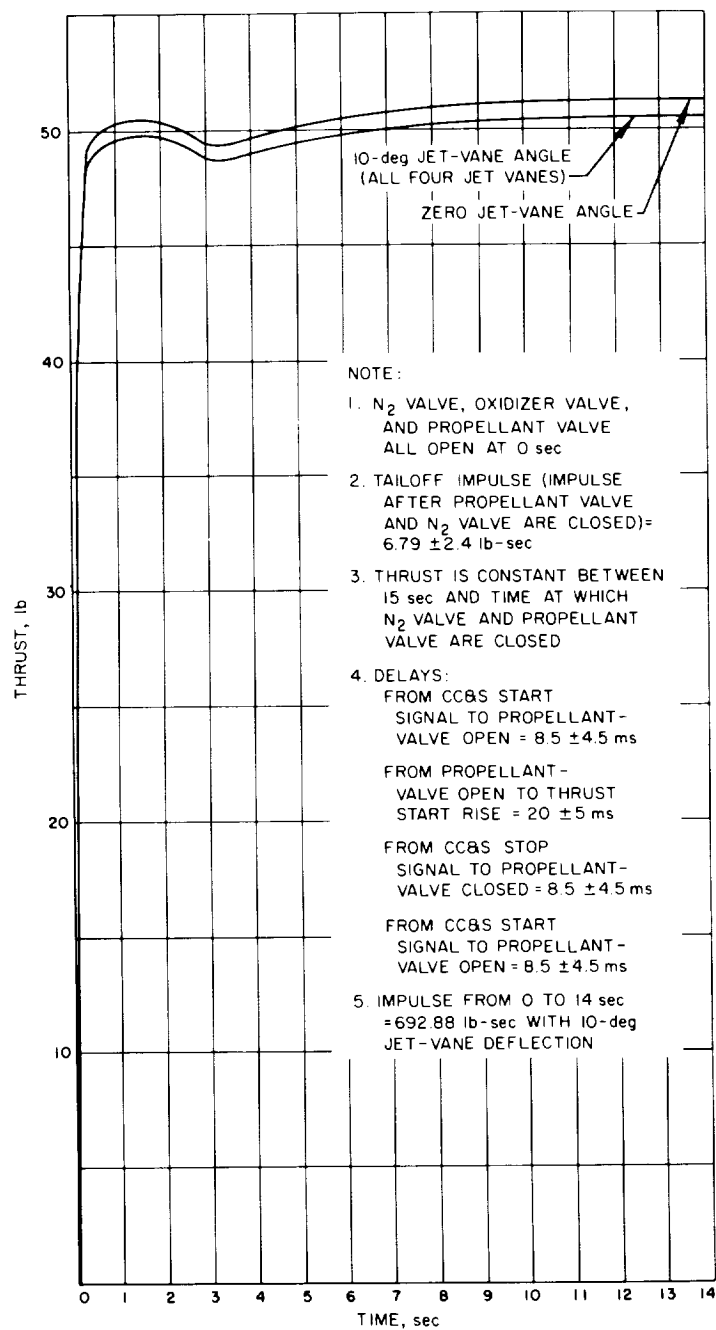 50
40
30
20
10
THRUST, lb
10-deg JET-VANE ANGLE
(ALL FOUR JET VANES)
ZERO JET-VANE ANGLE
NOTE:
1. N2 VALVE, OXIDIZER VALVE,
AND PROPELLANT VALVE
ALL OPEN AT 0 sec
2. TAILOFF IMPULSE (IMPULSE
AFTER PROPELLANT VALVE
AND N2 VALVE ARE CLOSED)=
6.79 ±2.4 lb-sec
3. THRUST IS CONSTANT BETWEEN
15 sec AND TIME AT WHICH
N2 VALVE AND PROPELLANT
VALVE ARE CLOSED
4. DELAYS:
FROM CC&S START
SIGNAL TO PROPELLANT-
VALVE OPEN = 8.5 ±4.5 ms
FROM PROPELLANT-
VALVE OPEN TO THRUST
START RISE = 20 ±5 ms
FROM CC&S STOP
SIGNAL TO PROPELLANT-
VALVE CLOSED = 8.5 ±4.5 ms
FROM CC&S START
SIGNAL TO PROPELLANT-
VALVE OPEN = 8.5 ±4.5 ms
5. IMPULSE FROM 0 TO 14 sec
=692.88 lb-sec WITH 10-deg
JET-VANE DEFLECTION
0 1 2 3 4 5 6 7 8 9 10 11 12 13 14
TIME, sec